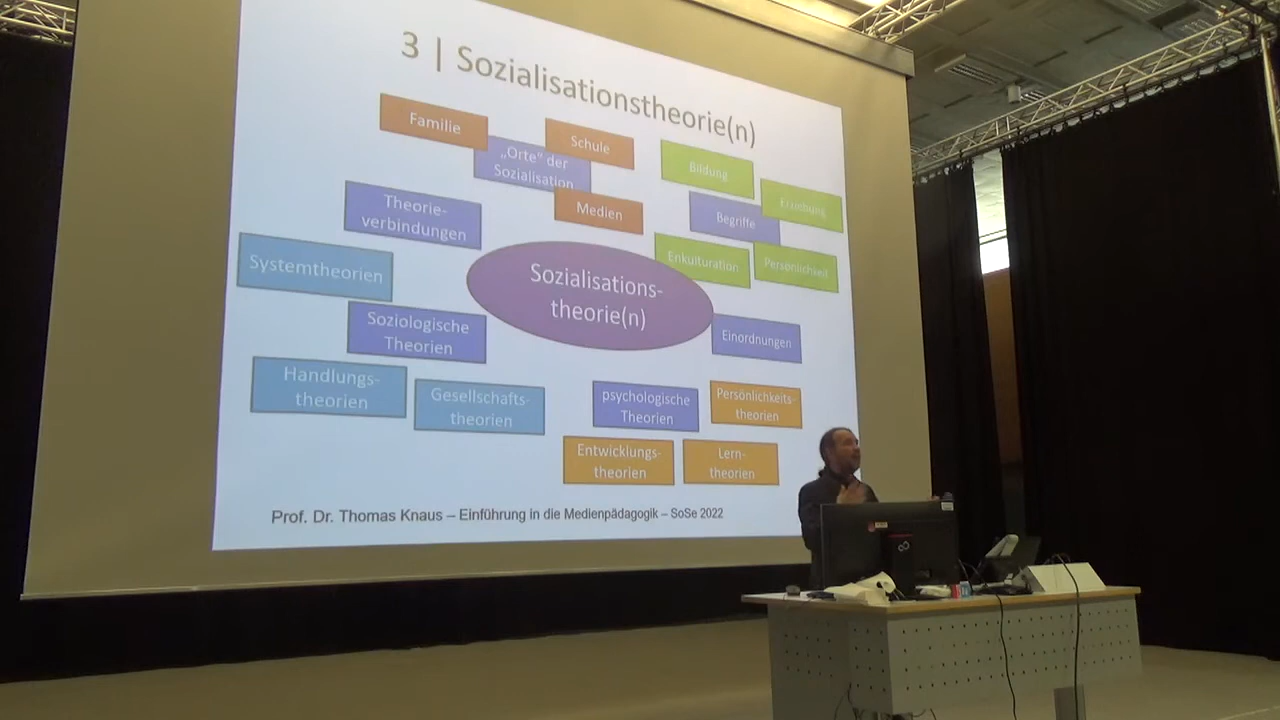 3 | Sozialisationstheorie(n)
Familie
Schule
„Orte“ der
Sozialisation
Medien
Bildung
Erziehung
Begriffe
Enkulturation
Persönlichkeit
Theorie-
verbindungen
Systemtheorien
Soziologische
Theorien
Handlungs-
theorien
Gesellschafts-
theorien
Sozialisations-
theorie(n)
Einordnungen
psychologische
Theorien
Persönlichkeits-
theorien
Entwicklungs-
theorien
Lern-
theorien
Prof. Dr. Thomas Knaus – Einführung in die Medienpädagogik – SoSe 2022